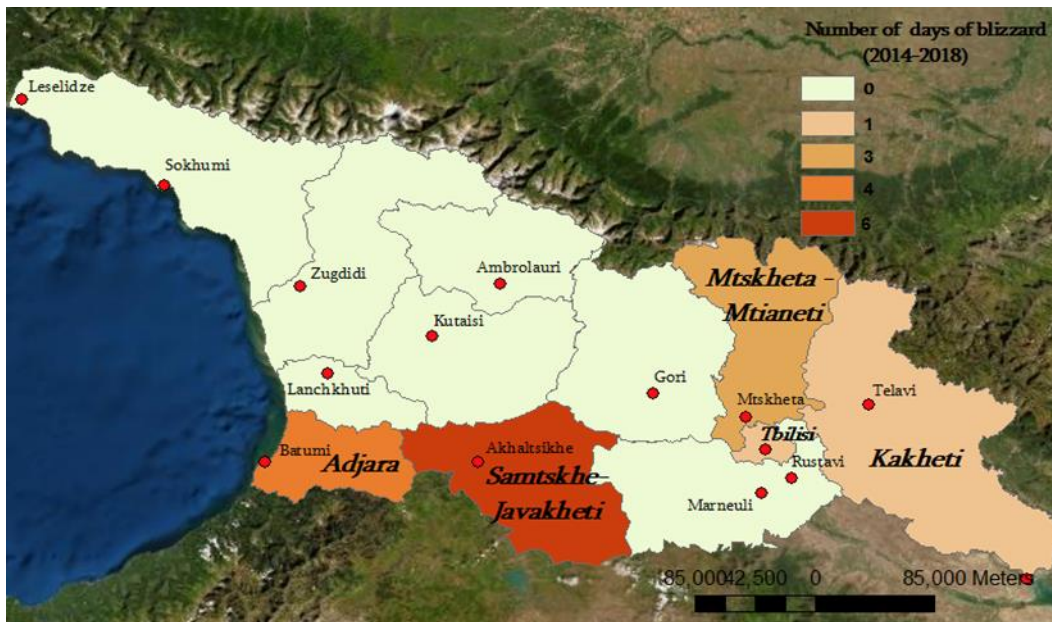 Number of days of blizzard
(2014-2018)
0
1
3
4
6
Leselidze
Sokhumi
Zugdidi
Ambrolauri
Mtskheta -
Mtianeti
Kutaisi
Lanchkhuti
Gori
Mtskheta
Telavi
Tbilisi
Batumi
Adjara
Akhaltsikhe
Samtskhe-
Javakheti
Rustavi
Kakheti
Marneuli
85,00042,500 0 85,000 Meters